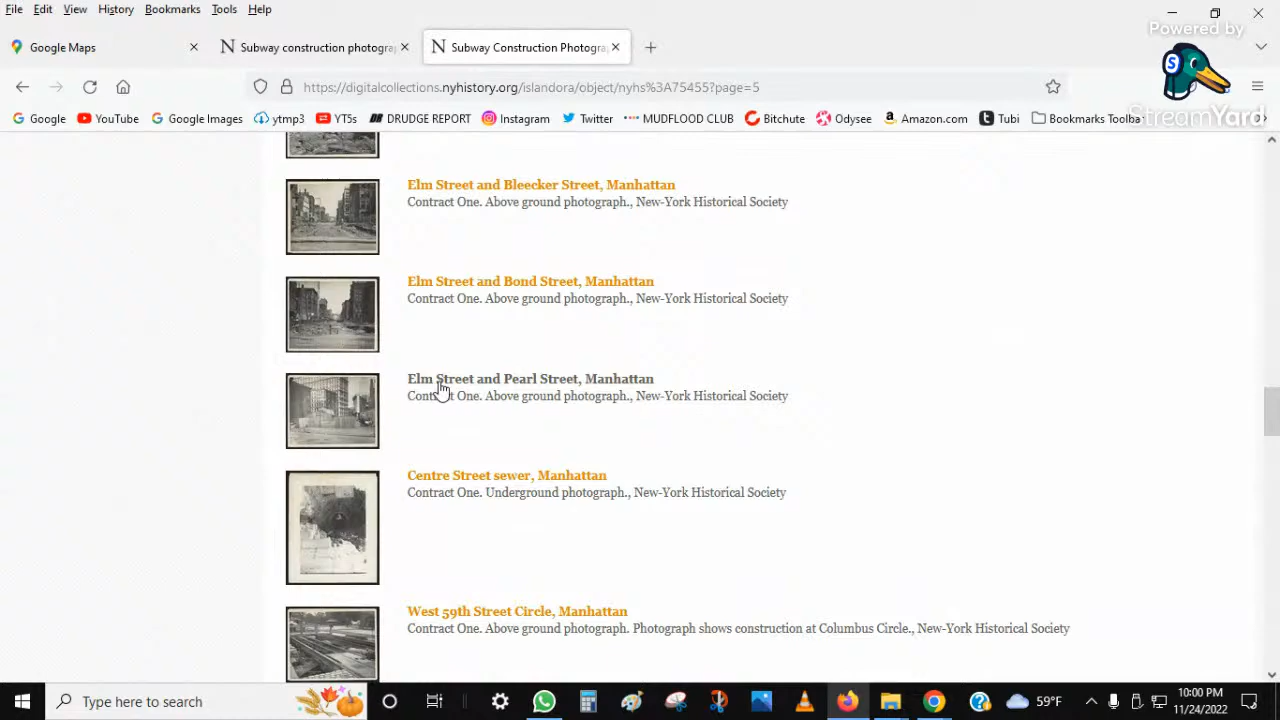 File Edit View History Bookmarks Tools Help
Powered by
Google Maps
Subway construction photogra
Subway Construction Photogra
https://digitalcollections.nyhistory.org/islandora/object/nyhs%3A75455?page=5
S
Google YouTube Google Images ytmp3 YT5s DRUDGE REPORT Instagram Twitter MUDFLOOD CLUB Bitchute Odysee Amazon.com Tubi Bookmarks Toolbar
StreamYard
Elm Street and Bleecker Street, Manhattan
Contract One. Above ground photograph., New-York Historical Society
Elm Street and Bond Street, Manhattan
Contract One. Above ground photograph., New-York Historical Society
Elm Street and Pearl Street, Manhattan
Contract One. Above ground photograph., New-York Historical Society
Centre Street sewer, Manhattan
Contract One. Underground photograph., New-York Historical Society
West 59th Street Circle, Manhattan
Contract One. Above ground photograph. Photograph shows construction at Columbus Circle., New-York Historical Society
Type here to search
59°F
10:00 PM
11/24/2022